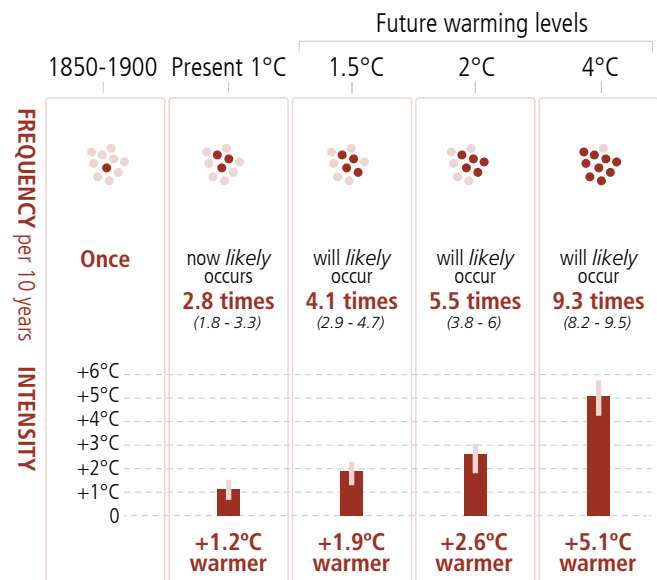 Future warming levels
1850-1900 Present 1°C 1.5°C 2°C 4°C
FREQUENCY per 10 years
Once
now likely
occurs
2.8 times
(1.8 - 3.3)
will likely
occur
4.1 times
(2.9 - 4.7)
will likely
occur
5.5 times
(3.8 - 6)
will likely
occur
9.3 times
(8.2 - 9.5)
INTENSITY
+6°C
+5°C
+4°C
+3°C
+2°C
+1°C
0
+1.2°C
warmer
+1.9°C
warmer
+2.6°C
warmer
+5.1°C
warmer